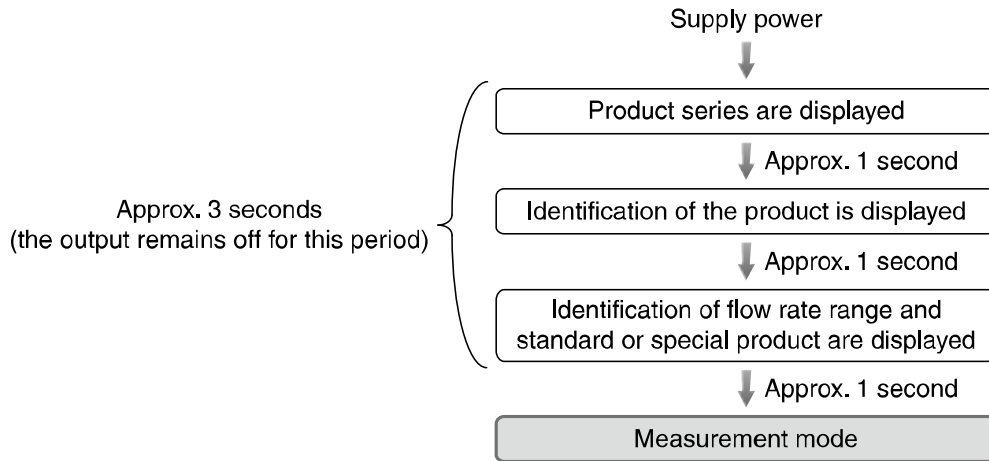 Supply power
Product series are displayed
Approx. 1 second
Approx. 3 seconds
(the output remains off for this period)
Identification of the product is displayed
Approx. 1 second
Identification of flow rate range and
standard or special product are displayed
Approx. 1 second
Measurement mode